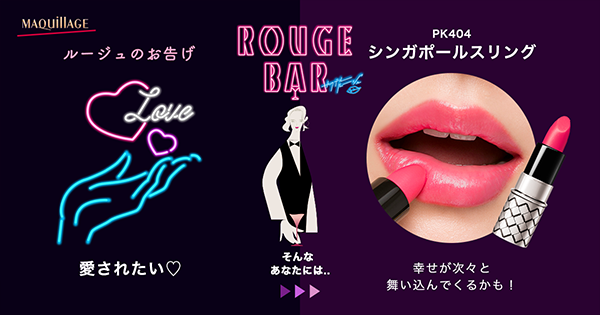 MAQuillAGE
ルージュのお告げ
Love
愛されたい♡
ROUGE
BAR
そんな
あなたには..
PK404
シンガポールスリング
幸せが次々と
舞い込んでくるかも！